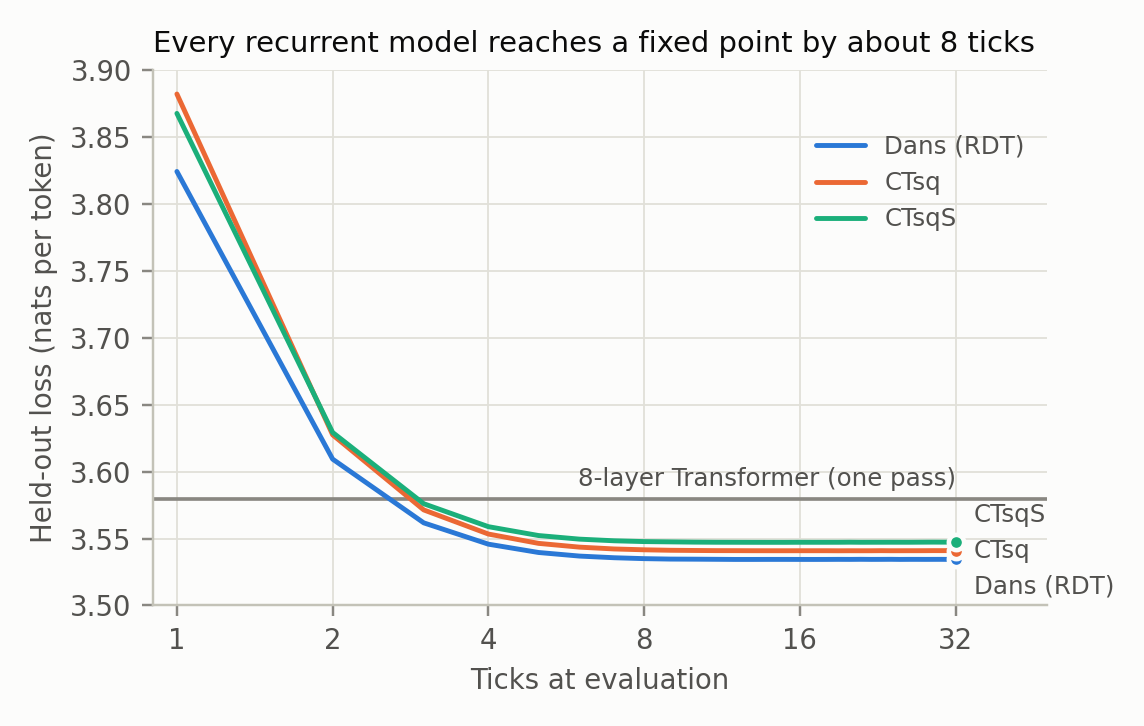 Every recurrent model reaches a fixed point by about 8 ticks
Held-out loss (nats per token)
3.90
3.85
3.80
3.75
3.70
3.65
3.60
3.55
3.50
Dans (RDT)
CTsq
CTsqS
8-layer Transformer (one pass)
CTsqS
CTsq
Dans (RDT)
1 2 4 8 16 32
Ticks at evaluation